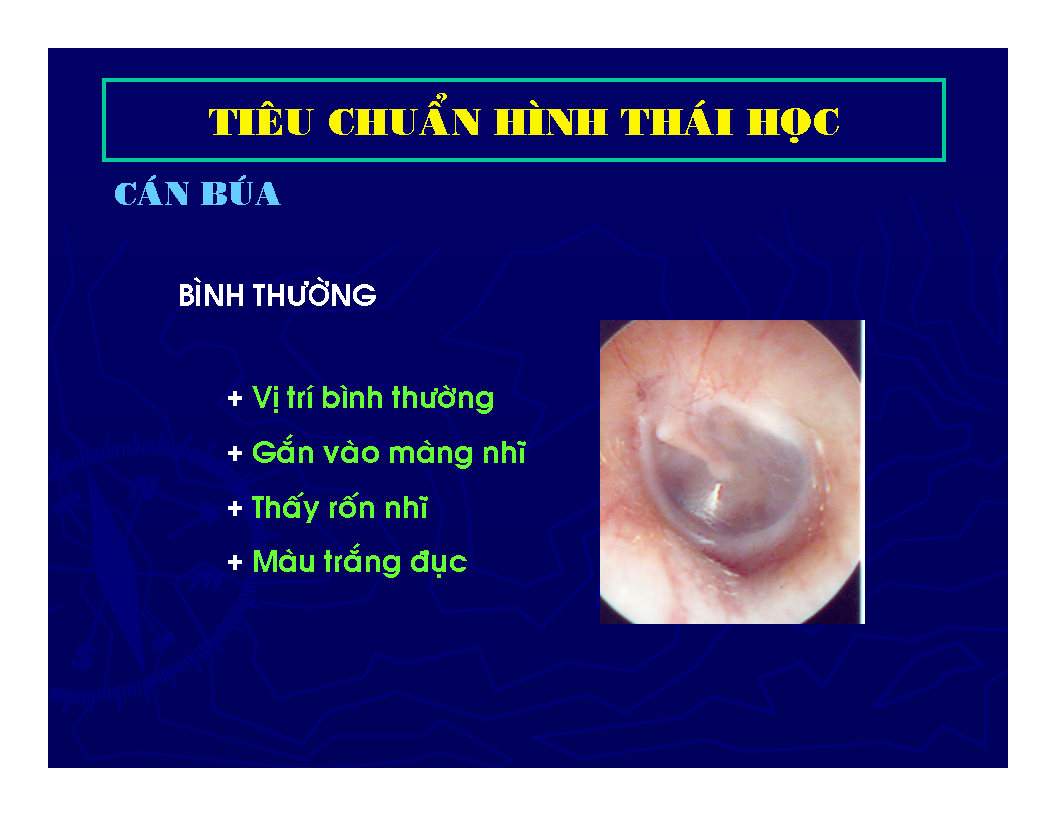 TIÊU CHUẨN HÌNH THÁI HỌC
CÁN BÚA
BÌNH THƯỜNG
+ Vị trí bình thường
+ Gắn vào màng nhĩ
+ Thấy rốn nhĩ
+ Màu trắng đục
N
S